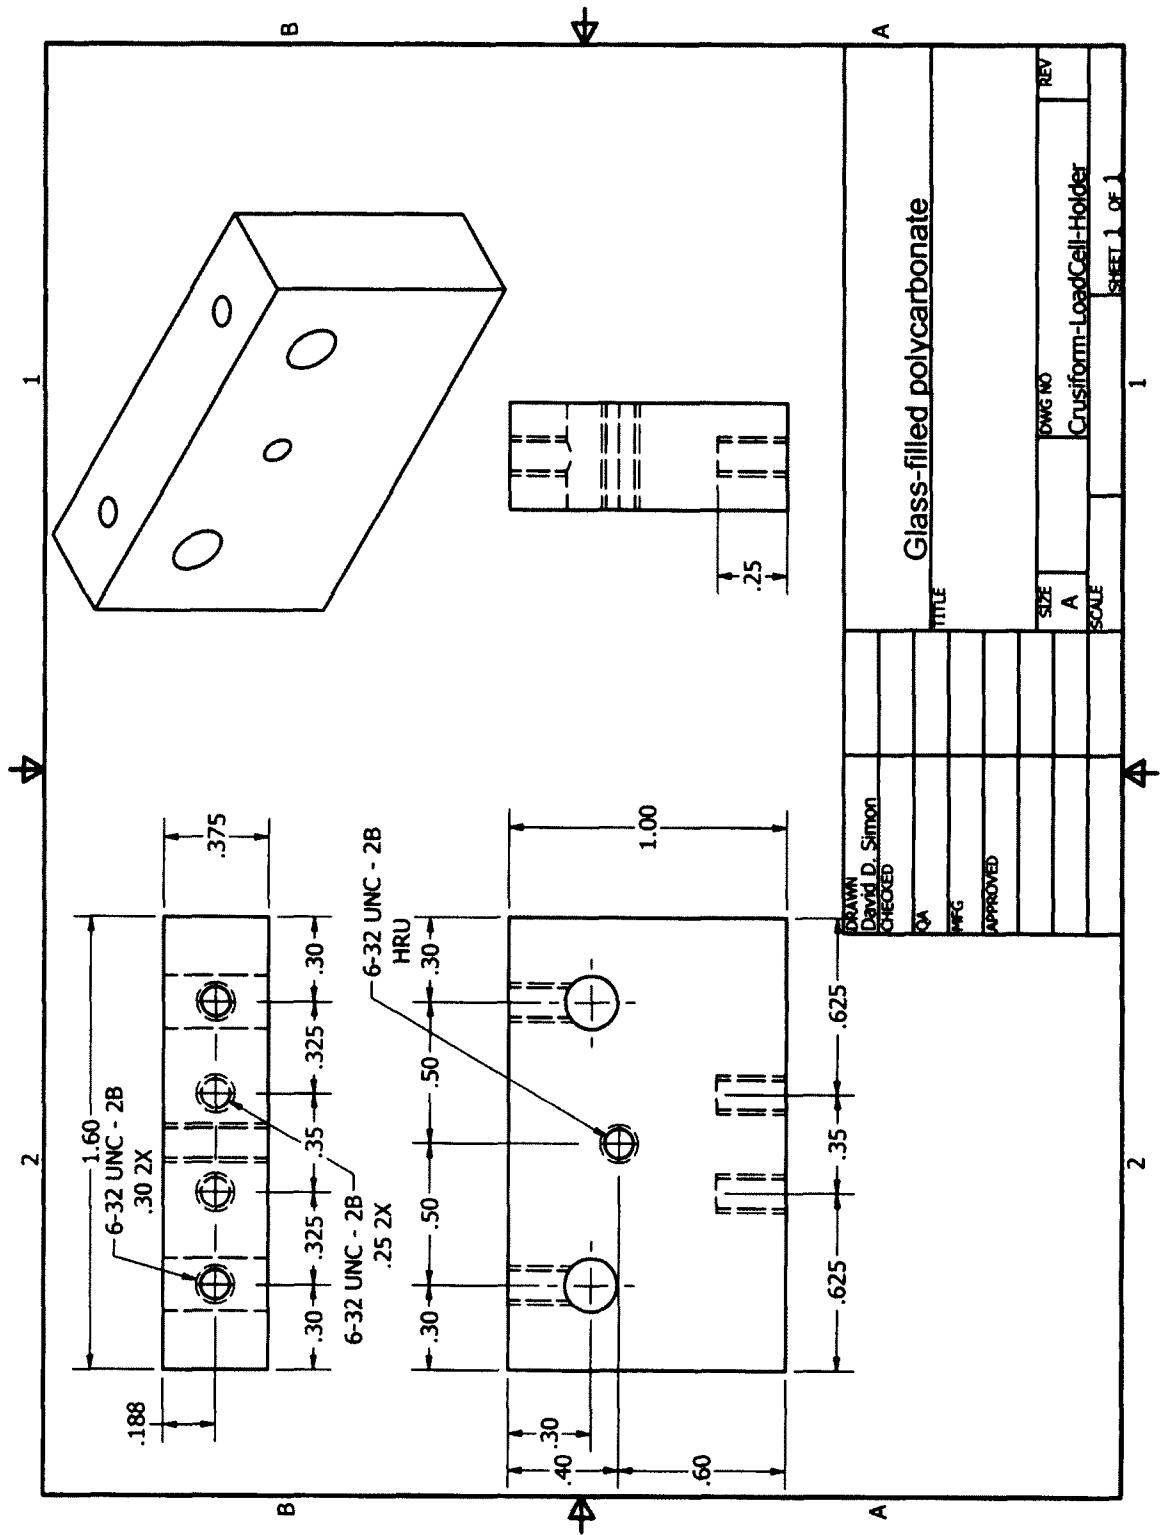 2
1
B
B
1.60
6-32 UNC - 2B
.30 2X
.188
.375
.30
.325
.35
.325
.30
6-32 UNC - 2B
.25 2X
6-32 UNC - 2B
HRU
.30
.50
.50
.30
.30
.40
.60
1.00
.25
.625
.35
.625
A
A
DRAWN
David D. Simon
CHECKED
QA
MFG
APPROVED
Glass-filled polycarbonate
TITLE
SIZE
A
DWG NO
Crusiform-LoadCell-Holder
REV
SCALE
SHEET 1 OF 1
2
1